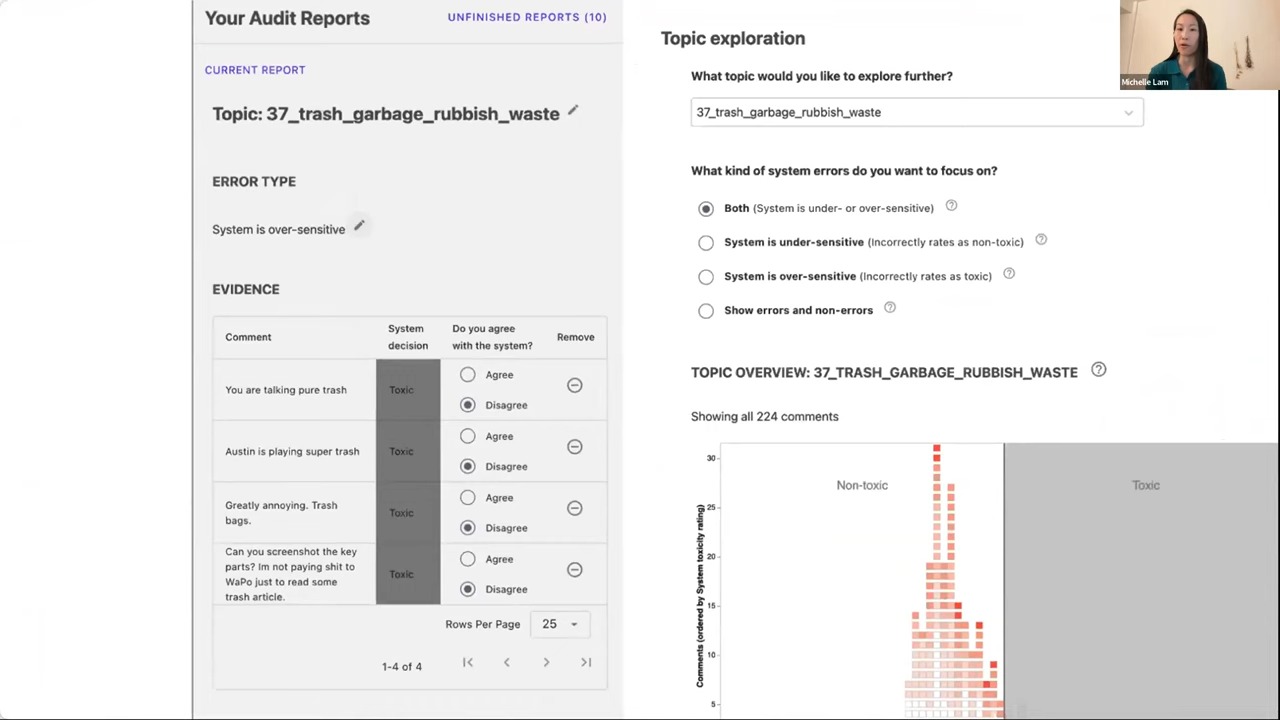 Your Audit Reports
UNFINISHED REPORTS (10)
CURRENT REPORT
Topic: 37_trash_garbage_rubbish_waste
ERROR TYPE
System is over-sensitive
EVIDENCE
Comment
System
decision
Do you agree
with the system?
Remove
You are talking pure trash
Toxic
Agree
Disagree
Austin is playing super trash
Toxic
Agree
Disagree
Greatly annoying. Trash
bags.
Toxic
Agree
Disagree
Can you screenshot the key
parts? Im not paying shit to
WaPo just to read some
trash article.
Toxic
Agree
Disagree
Rows Per Page
25
1-4 of 4
Topic exploration
What topic would you like to explore further?
37_trash_garbage_rubbish_waste
What kind of system errors do you want to focus on?
Both (System is under- or over-sensitive)
System is under-sensitive (Incorrectly rates as non-toxic)
System is over-sensitive (Incorrectly rates as toxic)
Show errors and non-errors
TOPIC OVERVIEW: 37_TRASH_GARBAGE_RUBBISH_WASTE
Showing all 224 comments
Comments (ordered by System toxicity rating)
30
25
20
15
10
5
Non-toxic
Toxic
Michelle Lam